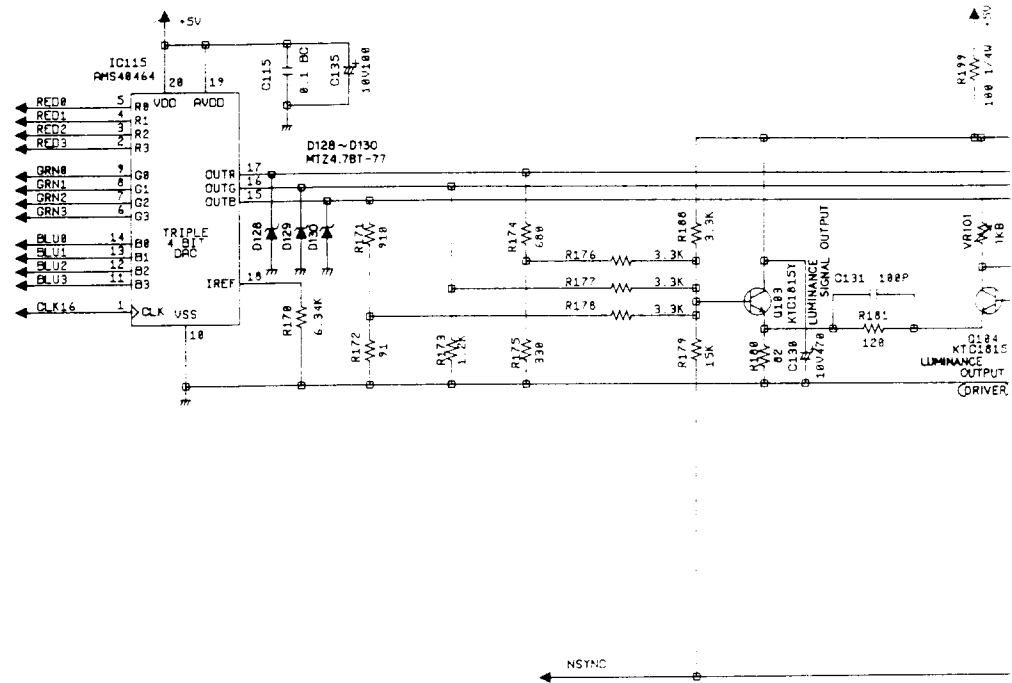 +5V
+5V
IC115
AMS40464
C115
0.1 BC
C135
10V100
R199
100 1/4W
20
19
VDD
AVDD
RED0 5 R0
RED1 4 R1
RED2 3 R2
RED3 2 R3
GRN0 9 G0
GRN1 8 G1
GRN2 7 G2
GRN3 6 G3
BLU0 14 B0
BLU1 13 B1
BLU2 12 B2
BLU3 11 B3
CLK16 1 CLK
TRIPLE
4 BIT
DAC
OUTR 17
OUTG 16
OUTB 15
IREF 18
VSS
10
D128~D130
MTZ4.7BT-77
D128
D129
D130
R170
6.34K
R171
910
R172
91
R173
1.2K
R174
680
R175
330
R176 3.3K
R177 3.3K
R178 3.3K
R188
3.3K
R179
15K
Q103
KTC1815Y
LUMINANCE
SIGNAL OUTPUT
R180
82
C130
10V470
C131 100P
R181
120
VR101
1KB
Q104
KTC1815
LUMINANCE
OUTPUT
DRIVER
NSYNC